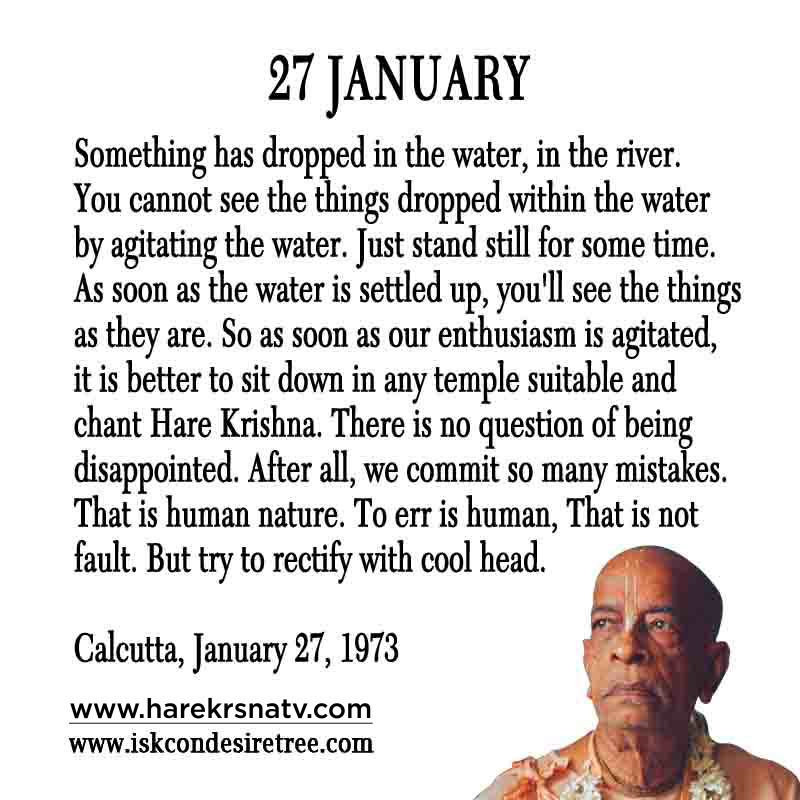 27 JANUARY
Something has dropped in the water, in the river.
You cannot see the things dropped within the water
by agitating the water. Just stand still for some time.
As soon as the water is settled up, you'll see the things
as they are. So as soon as our enthusiasm is agitated,
it is better to sit down in any temple suitable and
chant Hare Krishna. There is no question of being
disappointed. After all, we commit so many mistakes.
That is human nature. To err is human, That is not
fault. But try to rectify with cool head.
Calcutta, January 27, 1973
www.harekrsnatv.com
www.iskcondesiretree.com